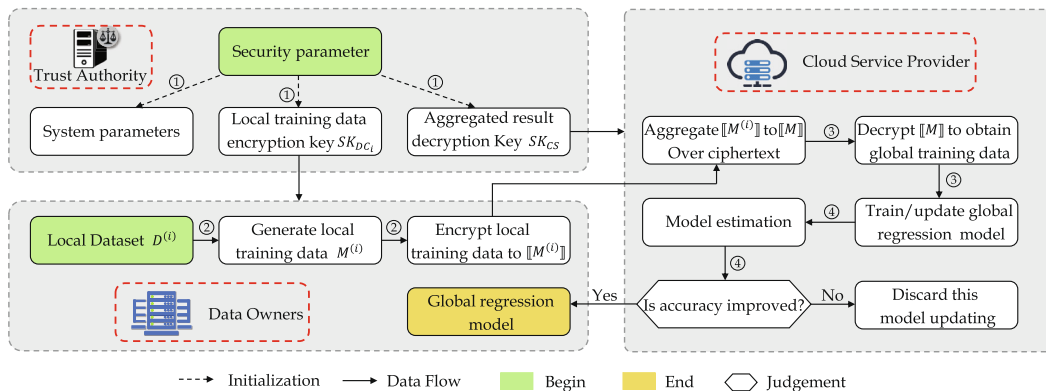 Trust Authority
Security parameter
①
①
①
System parameters
Local training data
encryption key SK_{DC_i}
Aggregated result
decryption Key SK_{CS}
Cloud Service Provider
Aggregate ⟦M^{(i)}⟧ to ⟦M⟧
Over ciphertext
③
Decrypt ⟦M⟧ to obtain
global training data
③
Model estimation
④
Train/update global
regression model
④
Is accuracy improved?
Yes
No
Discard this
model updating
Local Dataset D^{(i)}
②
Generate local
training data M^{(i)}
②
Encrypt local
training data to ⟦M^{(i)}⟧
Data Owners
Global regression
model
Initialization
Data Flow
Begin
End
Judgement